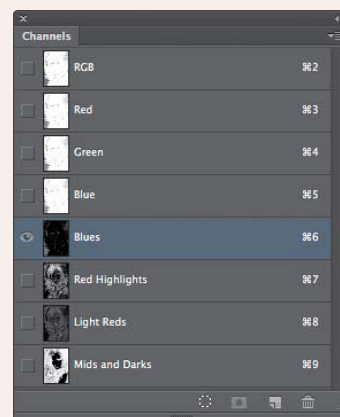 Channels
RGB ⌘2
Red ⌘3
Green ⌘4
Blue ⌘5
Blues ⌘6
Red Highlights ⌘7
Light Reds ⌘8
Mids and Darks ⌘9